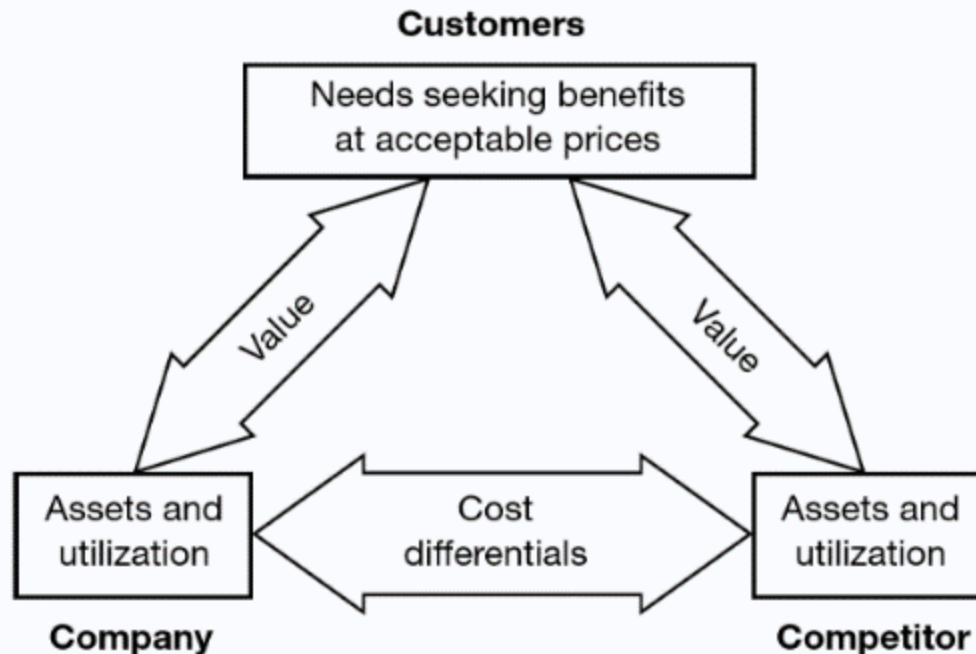 Customers
Needs seeking benefits
at acceptable prices
Value
Value
Assets and
utilization
Cost
differentials
Assets and
utilization
Company
Competitor